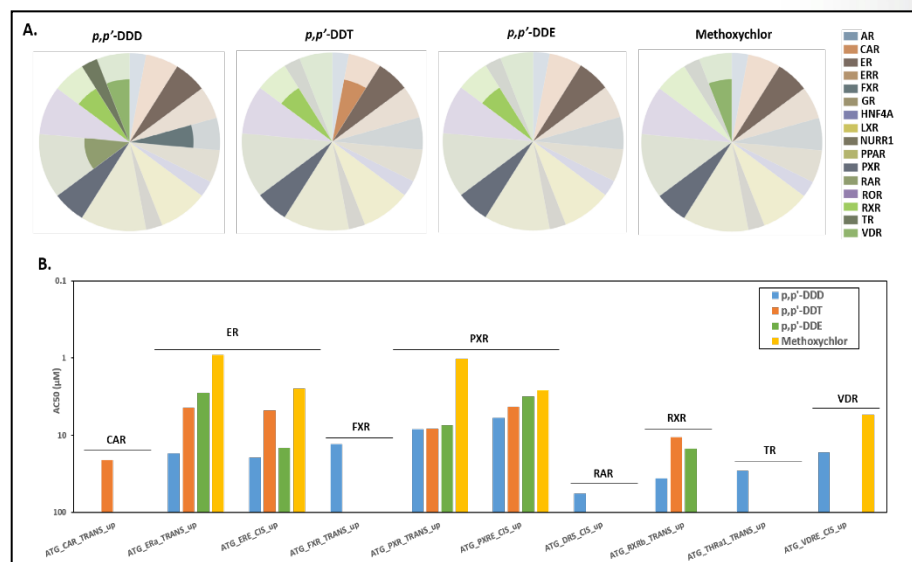 A.
p,p′-DDD
p,p′-DDT
p,p′-DDE
Methoxychlor
AR
CAR
ER
ERR
FXR
GR
HNF4A
LXR
NURR1
PPAR
PXR
RAR
ROR
RXR
TR
VDR
B.
0.1
1
10
100
AC50 (µM)
p,p'-DDD
p,p'-DDT
p,p'-DDE
Methoxychlor
CAR
ER
FXR
PXR
RAR
RXR
TR
VDR
ATG_CAR_TRANS_up
ATG_ERa_TRANS_up
ATG_ERE_CIS_up
ATG_FXR_TRANS_up
ATG_PXR_TRANS_up
ATG_PXRE_CIS_up
ATG_DR5_CIS_up
ATG_RXRb_TRANS_up
ATG_THRa1_TRANS_up
ATG_VDRE_CIS_up